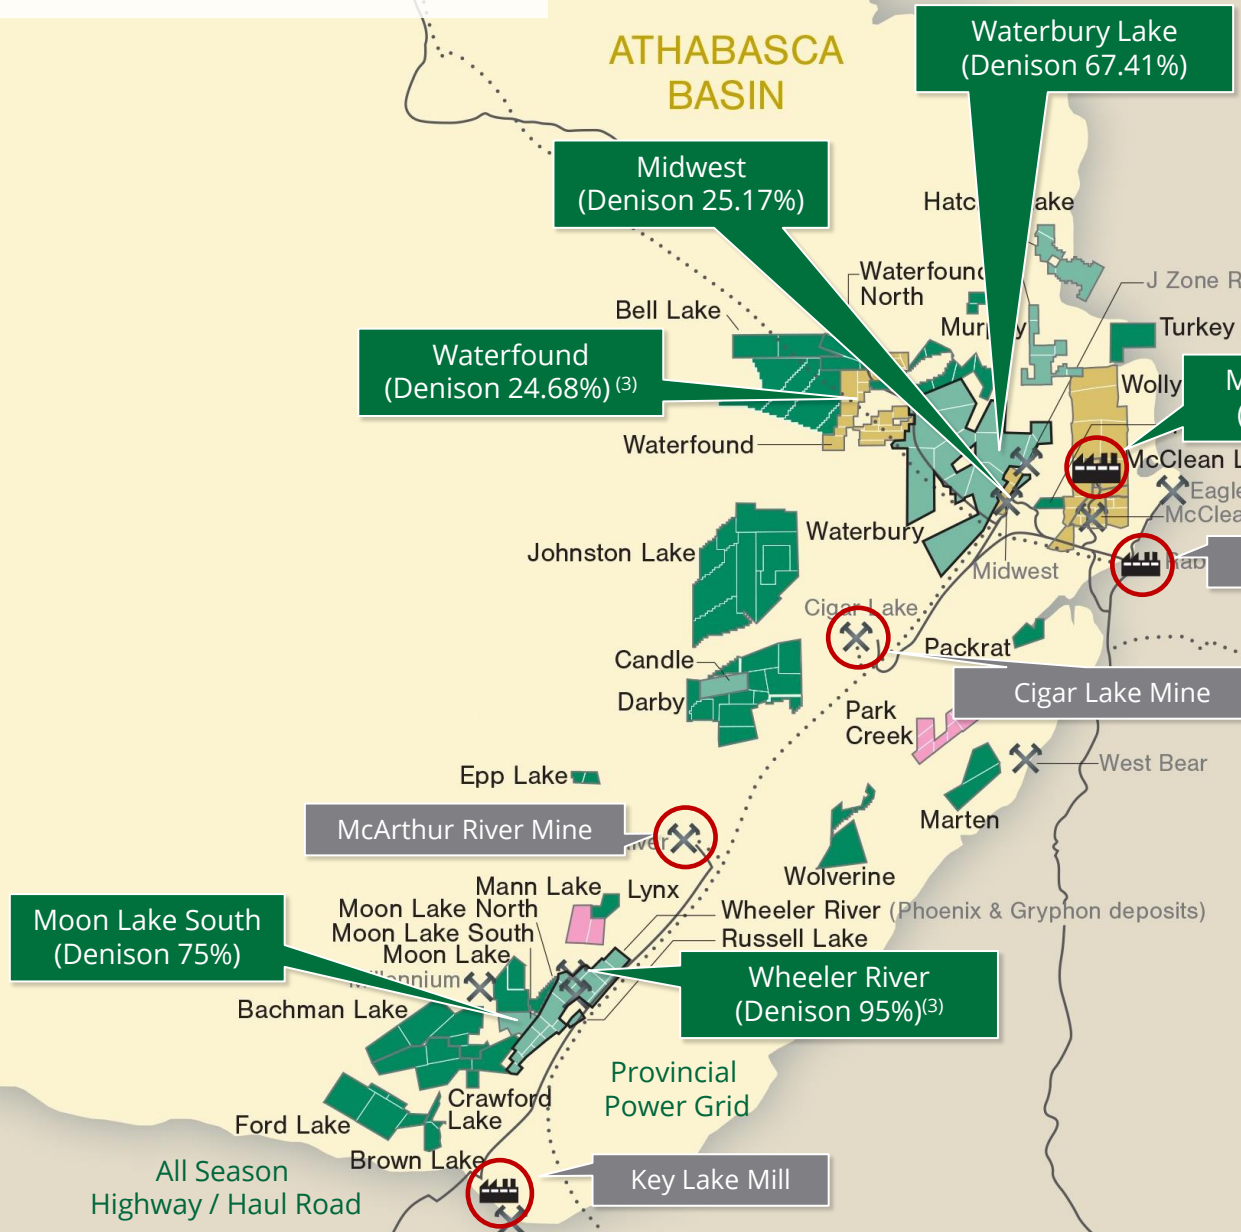 ATHABASCA
BASIN
Waterbury Lake
(Denison 67.41%)
Midwest
(Denison 25.17%)
Waterfound
North
J Zone
Bell Lake
Turkey
Waterfound
(Denison 24.68%) (3)
Wolly
Waterfound
McClean
Waterbury
Johnston Lake
Midwest
Cigar Lake
Packrat
Candle
Darby
Cigar Lake Mine
Park
Creek
West Bear
Epp Lake
Marten
McArthur River Mine
Wolverine
Mann Lake
Lynx
Moon Lake North
Moon Lake South
Moon Lake
Wheeler River (Phoenix & Gryphon deposits)
Russell Lake
Moon Lake South
(Denison 75%)
Wheeler River
(Denison 95%)(3)
Bachman Lake
Provincial
Power Grid
Crawford
Lake
Ford Lake
Brown Lake
All Season
Highway / Haul Road
Key Lake Mill